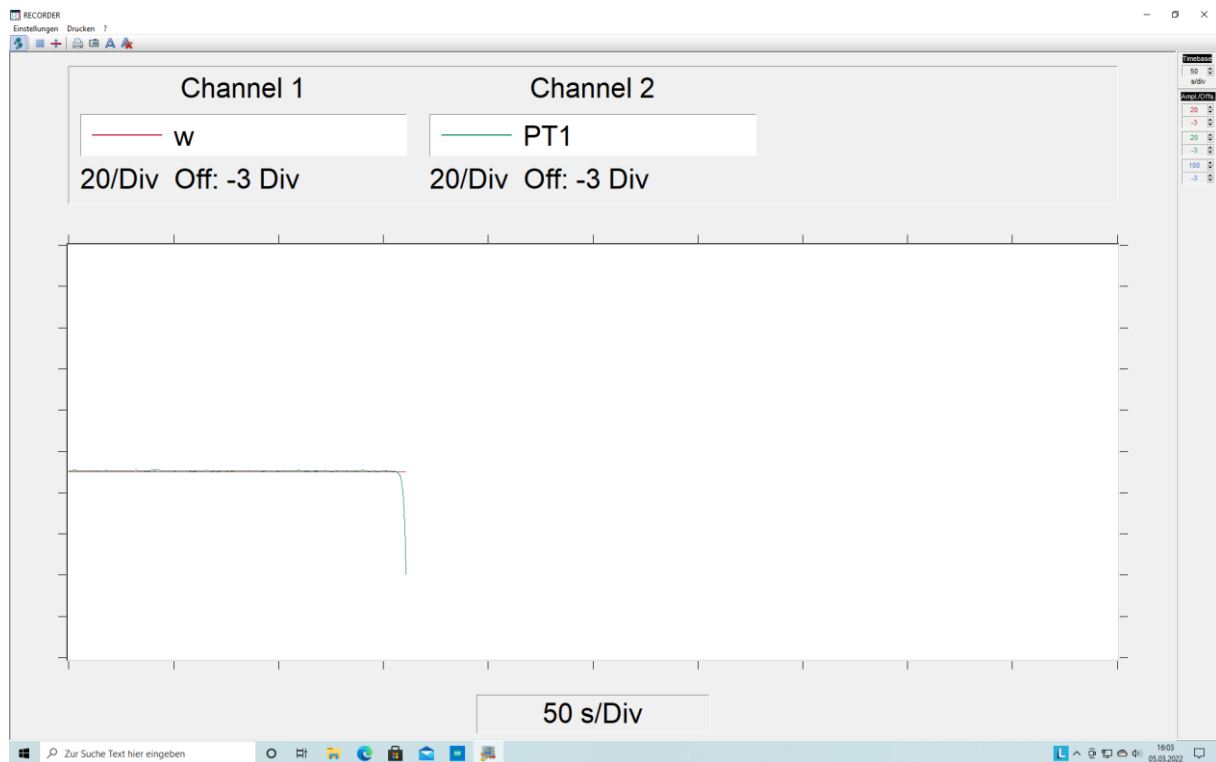 RECORDER
Einstellungen Drucken ?
Channel 1 Channel 2
w PT1
20/Div Off: -3 Div 20/Div Off: -3 Div
Timebase
50
s/div
Ampl./Offs
20
-3
20
-3
100
-3
50 s/Div
Zur Suche Text hier eingeben
L 16:03
05.03.2022